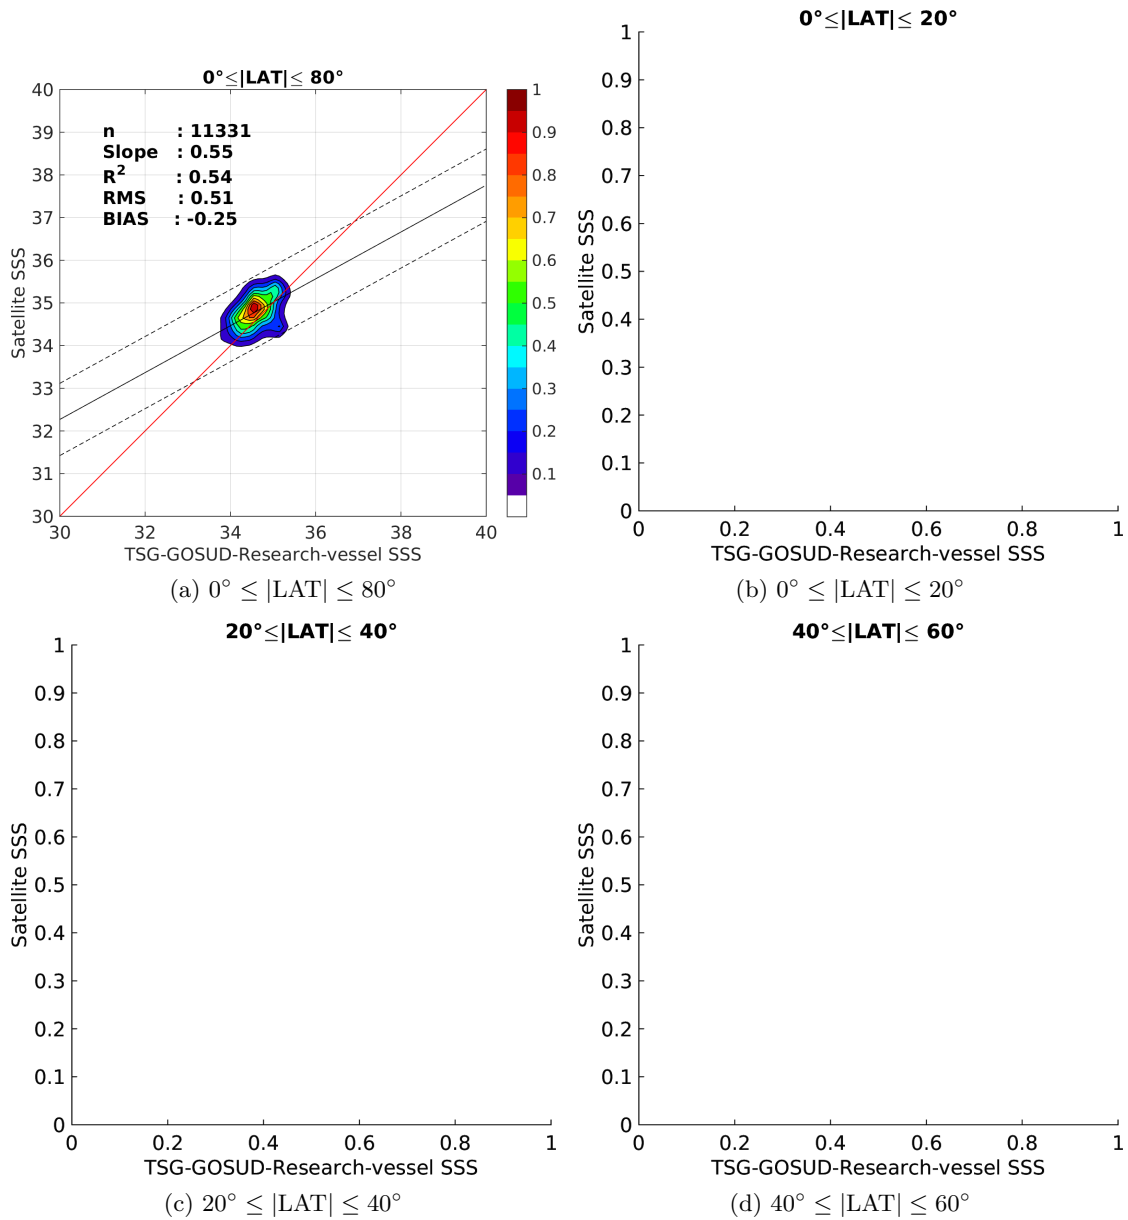 0°≤|LAT|≤ 80°
n : 11331
Slope : 0.55
R² : 0.54
RMS : 0.51
BIAS : -0.25
40
39
38
37
36
35
34
33
32
31
30
30 32 34 36 38 40
Satellite SSS
TSG-GOSUD-Research-vessel SSS
1
0.9
0.8
0.7
0.6
0.5
0.4
0.3
0.2
0.1
(a) 0° ≤ |LAT| ≤ 80°
0°≤|LAT|≤ 20°
1
0.9
0.8
0.7
0.6
0.5
0.4
0.3
0.2
0.1
0
0 0.2 0.4 0.6 0.8 1
Satellite SSS
TSG-GOSUD-Research-vessel SSS
(b) 0° ≤ |LAT| ≤ 20°
20°≤|LAT|≤ 40°
1
0.9
0.8
0.7
0.6
0.5
0.4
0.3
0.2
0.1
0
0 0.2 0.4 0.6 0.8 1
Satellite SSS
TSG-GOSUD-Research-vessel SSS
(c) 20° ≤ |LAT| ≤ 40°
40°≤|LAT|≤ 60°
1
0.9
0.8
0.7
0.6
0.5
0.4
0.3
0.2
0.1
0
0 0.2 0.4 0.6 0.8 1
Satellite SSS
TSG-GOSUD-Research-vessel SSS
(d) 40° ≤ |LAT| ≤ 60°